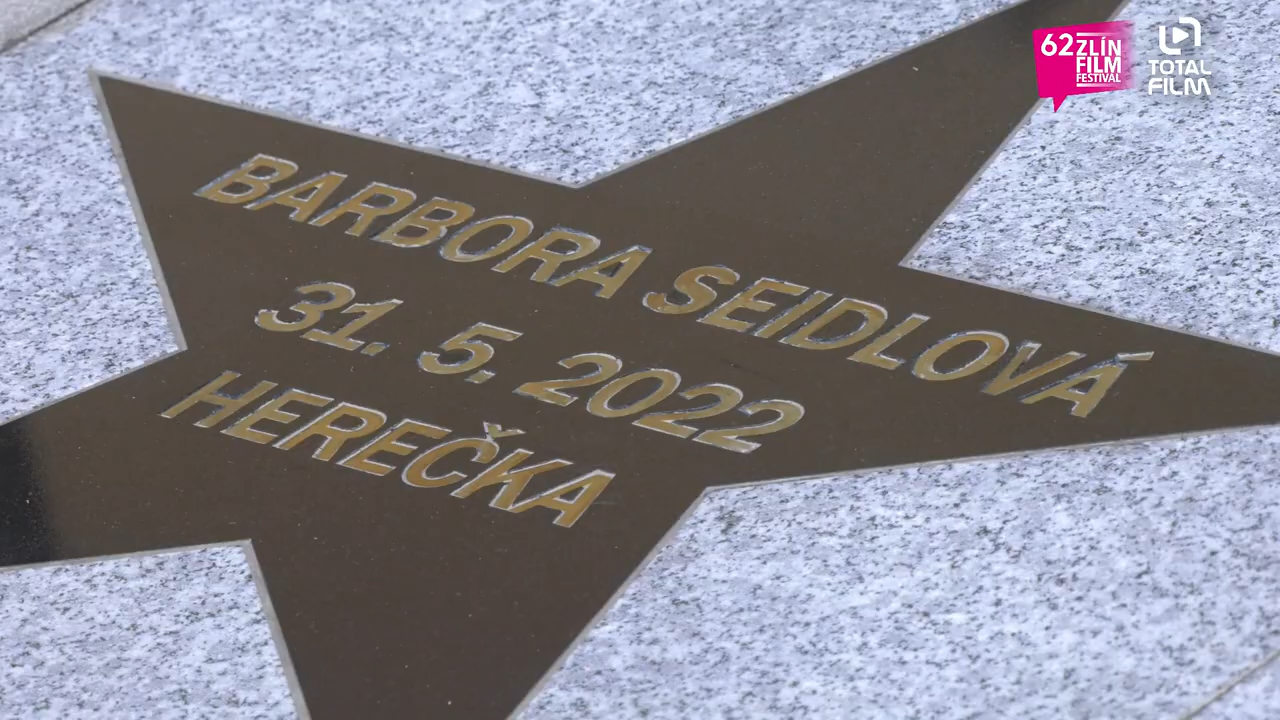 62 ZLÍN
FILM
FESTIVAL
TOTAL
FILM
BARBORA SEIDLOVÁ
31. 5. 2022
HEREČKA